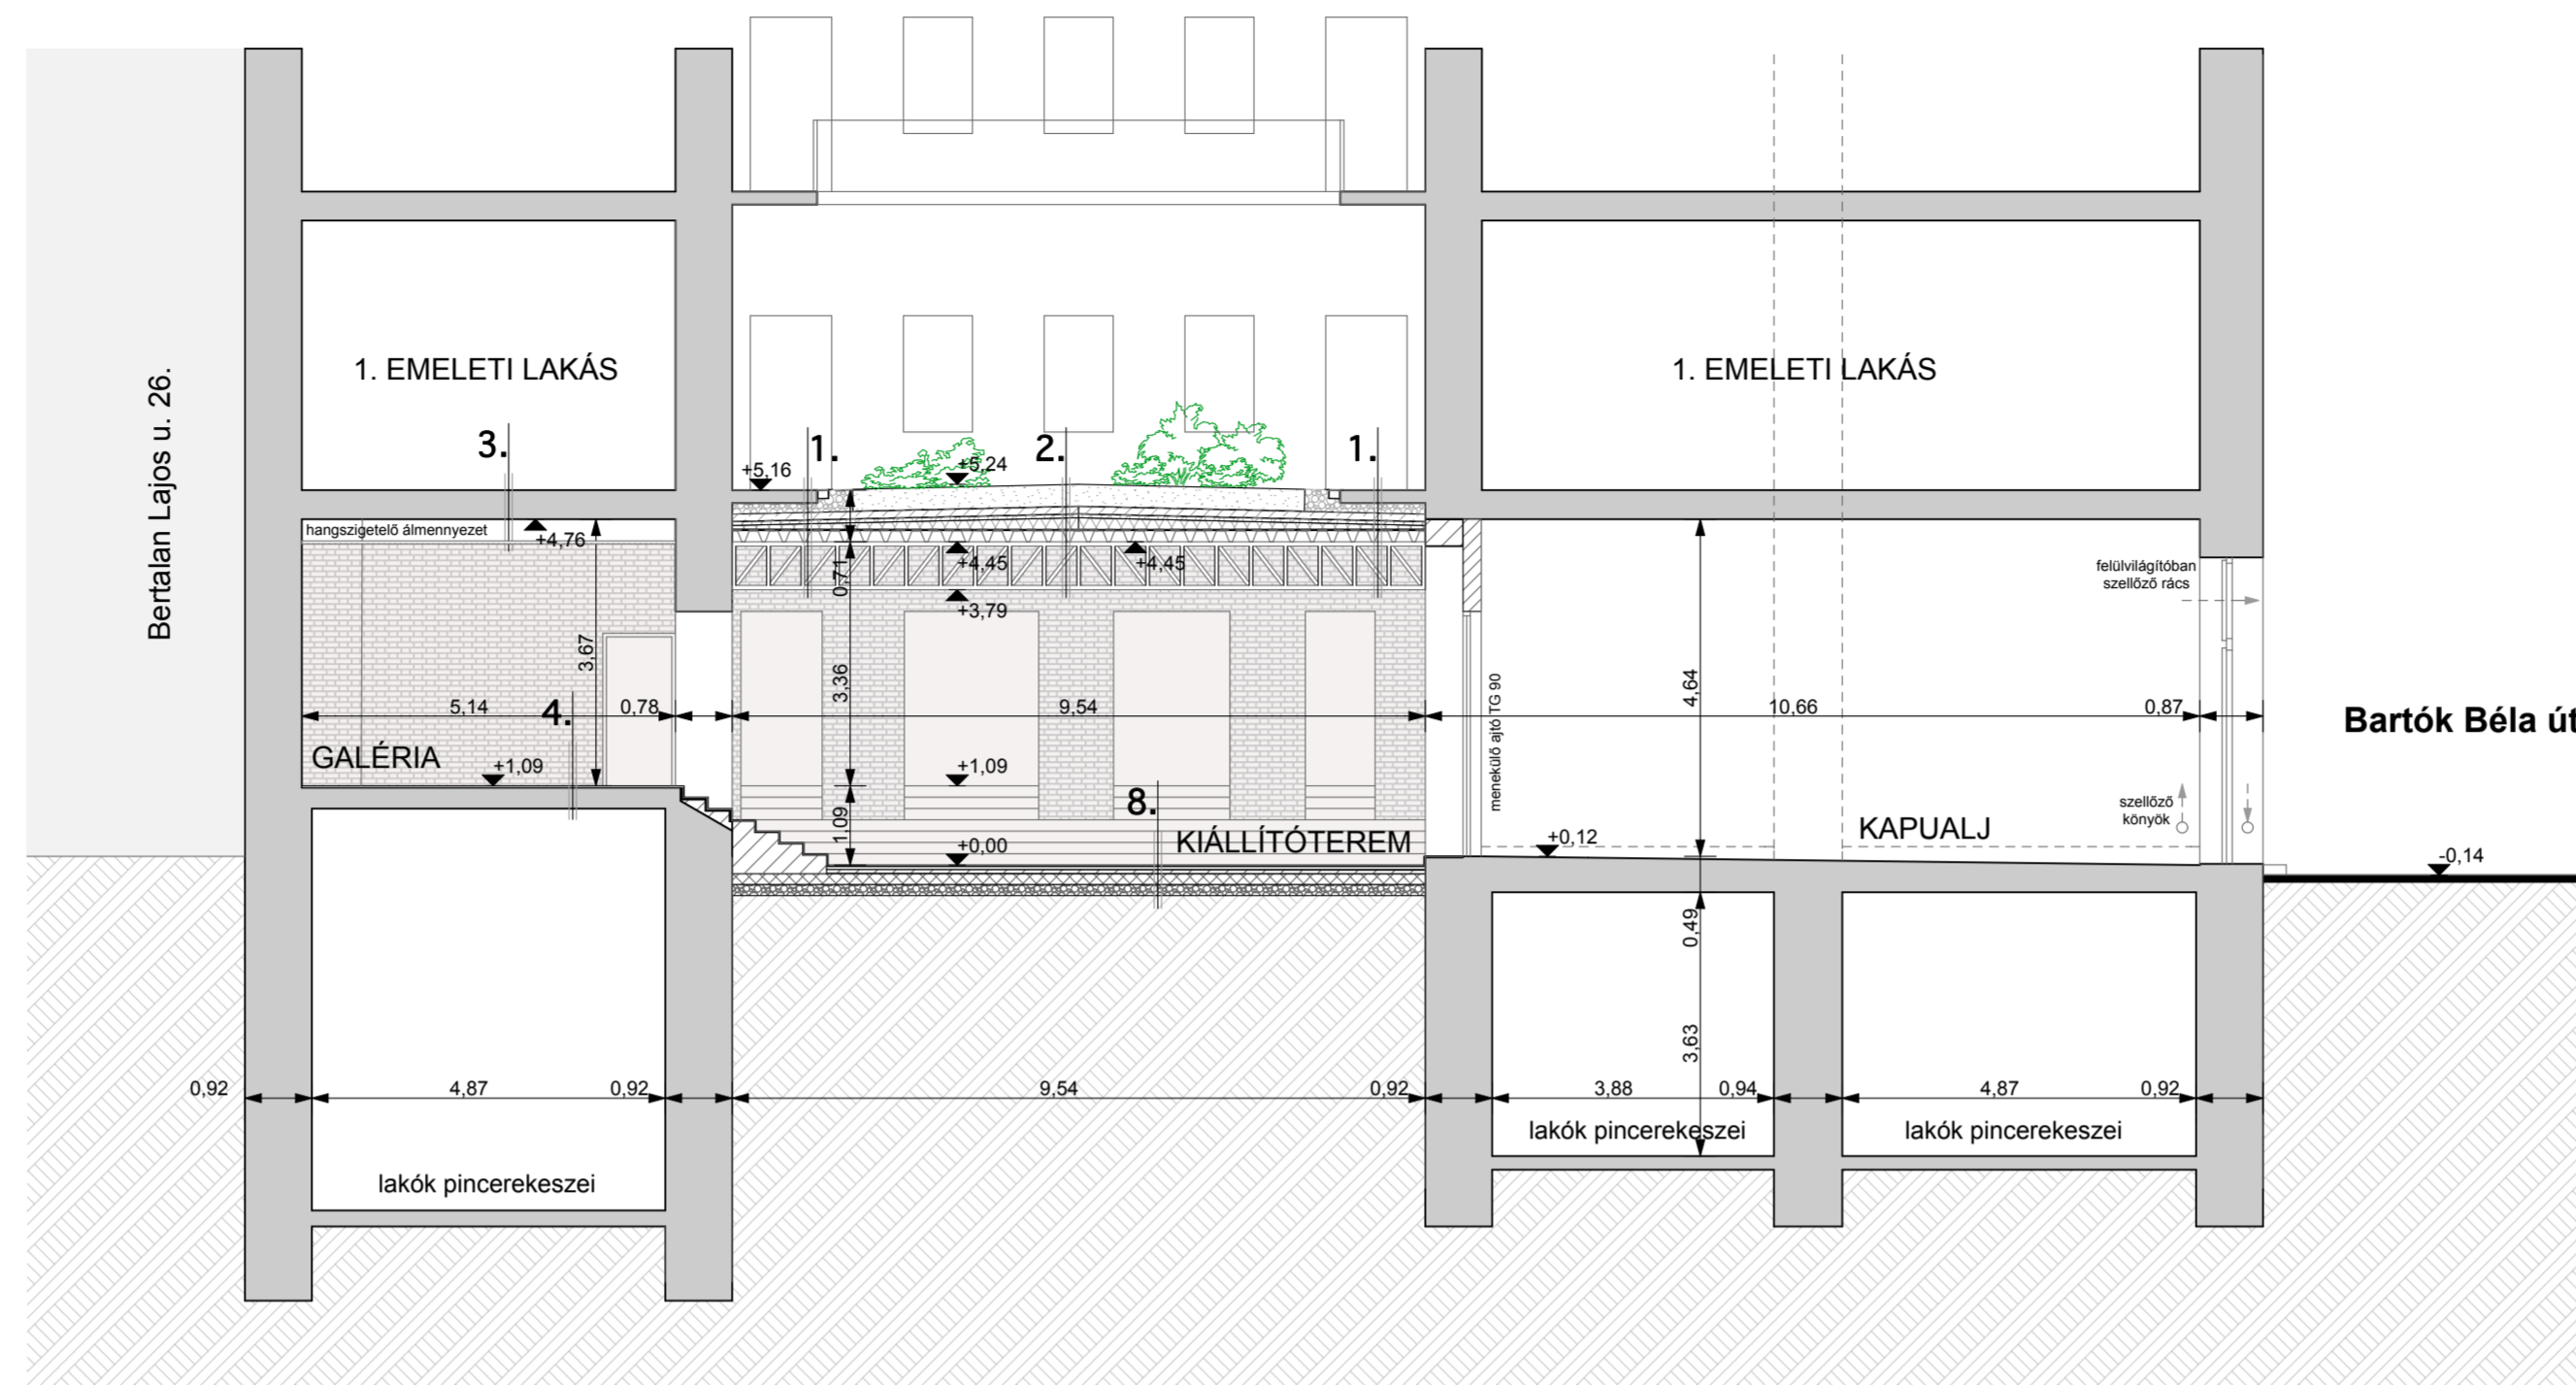 Bertalan Lajos u. 26.
1. EMELETI LAKÁS
1. EMELETI LAKÁS
3.
1.
2.
1.
+5,16
+5,24
hangszigetelő álmennyezet
+4,76
+4,45
+4,45
0,71
+3,79
felülvilágítóban
szellőző rács
3,67
3,36
4,64
menekülő ajtó TG 90
5,14
4.
0,78
9,54
10,66
0,87
Bartók Béla út
GALÉRIA
+1,09
+1,09
8.
1,09
+0,00
KIÁLLÍTÓTEREM
+0,12
KAPUALJ
szellőző
könyök
-0,14
0,49
3,63
0,92
4,87
0,92
9,54
0,92
3,88
0,94
4,87
0,92
lakók pincerekeszei
lakók pincerekeszei
lakók pincerekeszei